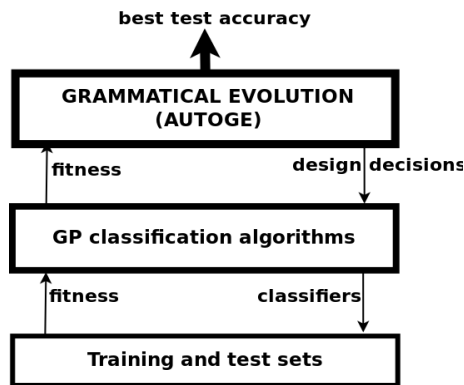 best test accuracy
GRAMMATICAL EVOLUTION
(AUTOGE)
fitness
design decisions
GP classification algorithms
fitness
classifiers
Training and test sets